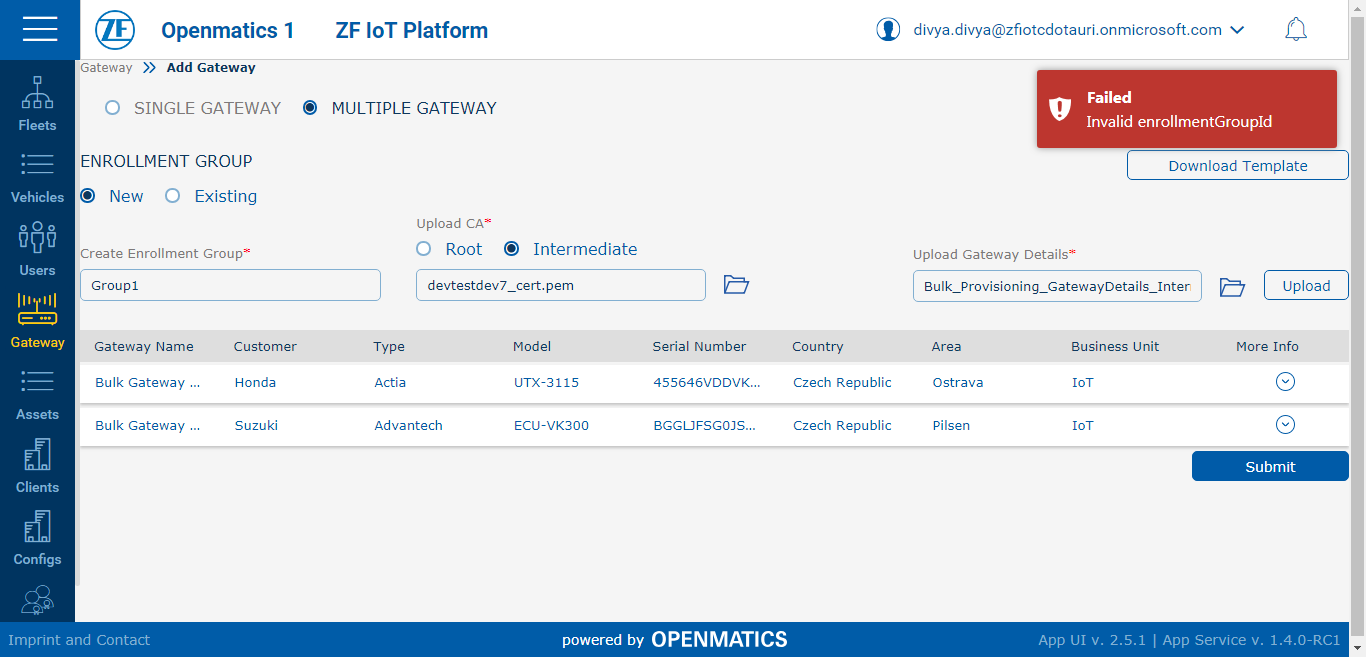 ZF Openmatics 1 ZF IoT Platform divya.divya@zfiotcdotauri.onmicrosoft.com
Gateway Add Gateway
Failed
Invalid enrollmentGroupId
SINGLE GATEWAY MULTIPLE GATEWAY
Fleets
ENROLLMENT GROUP
Download Template
New Existing
Vehicles
Upload CA*
Root Intermediate
Create Enrollment Group*
Upload Gateway Details*
Users
Group1 devtestdev7_cert.pem Bulk_Provisioning_GatewayDetails_Inter Upload
Gateway
Gateway Name Customer Type Model Serial Number Country Area Business Unit More Info
Bulk Gateway ... Honda Actia UTX-3115 455646VDDVK... Czech Republic Ostrava IoT
Assets
Bulk Gateway ... Suzuki Advantech ECU-VK300 BGGLJFSG0JS... Czech Republic Pilsen IoT
Submit
Clients
Configs
Imprint and Contact powered by OPENMATICS App UI v. 2.5.1 | App Service v. 1.4.0-RC1